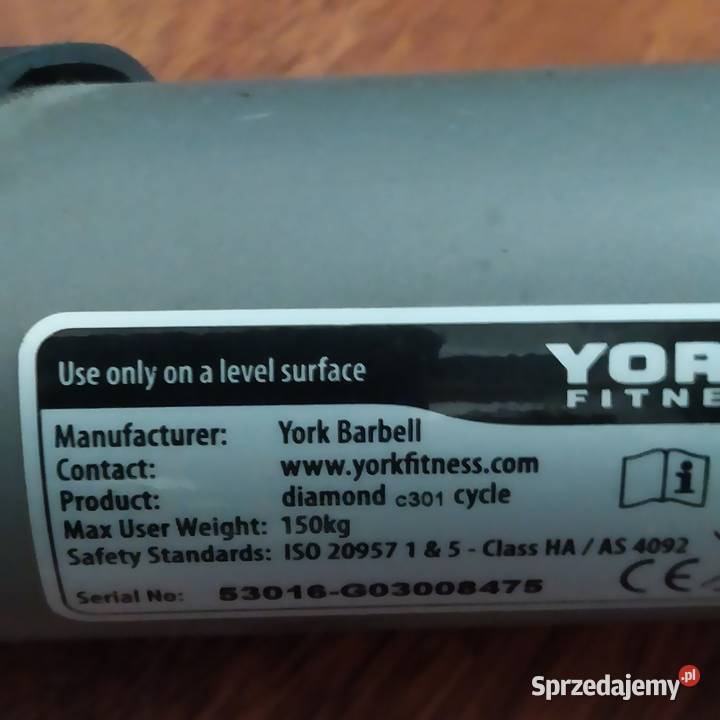 Use only on a level surface
YOR
FITNE
Manufacturer: York Barbell
Contact: www.yorkfitness.com
Product: diamond c301 cycle
Max User Weight: 150kg
Safety Standards: ISO 20957 1 & 5 - Class HA / AS 4092
Serial No: 53016-G03008475
CE
Sprzedajemy.pl